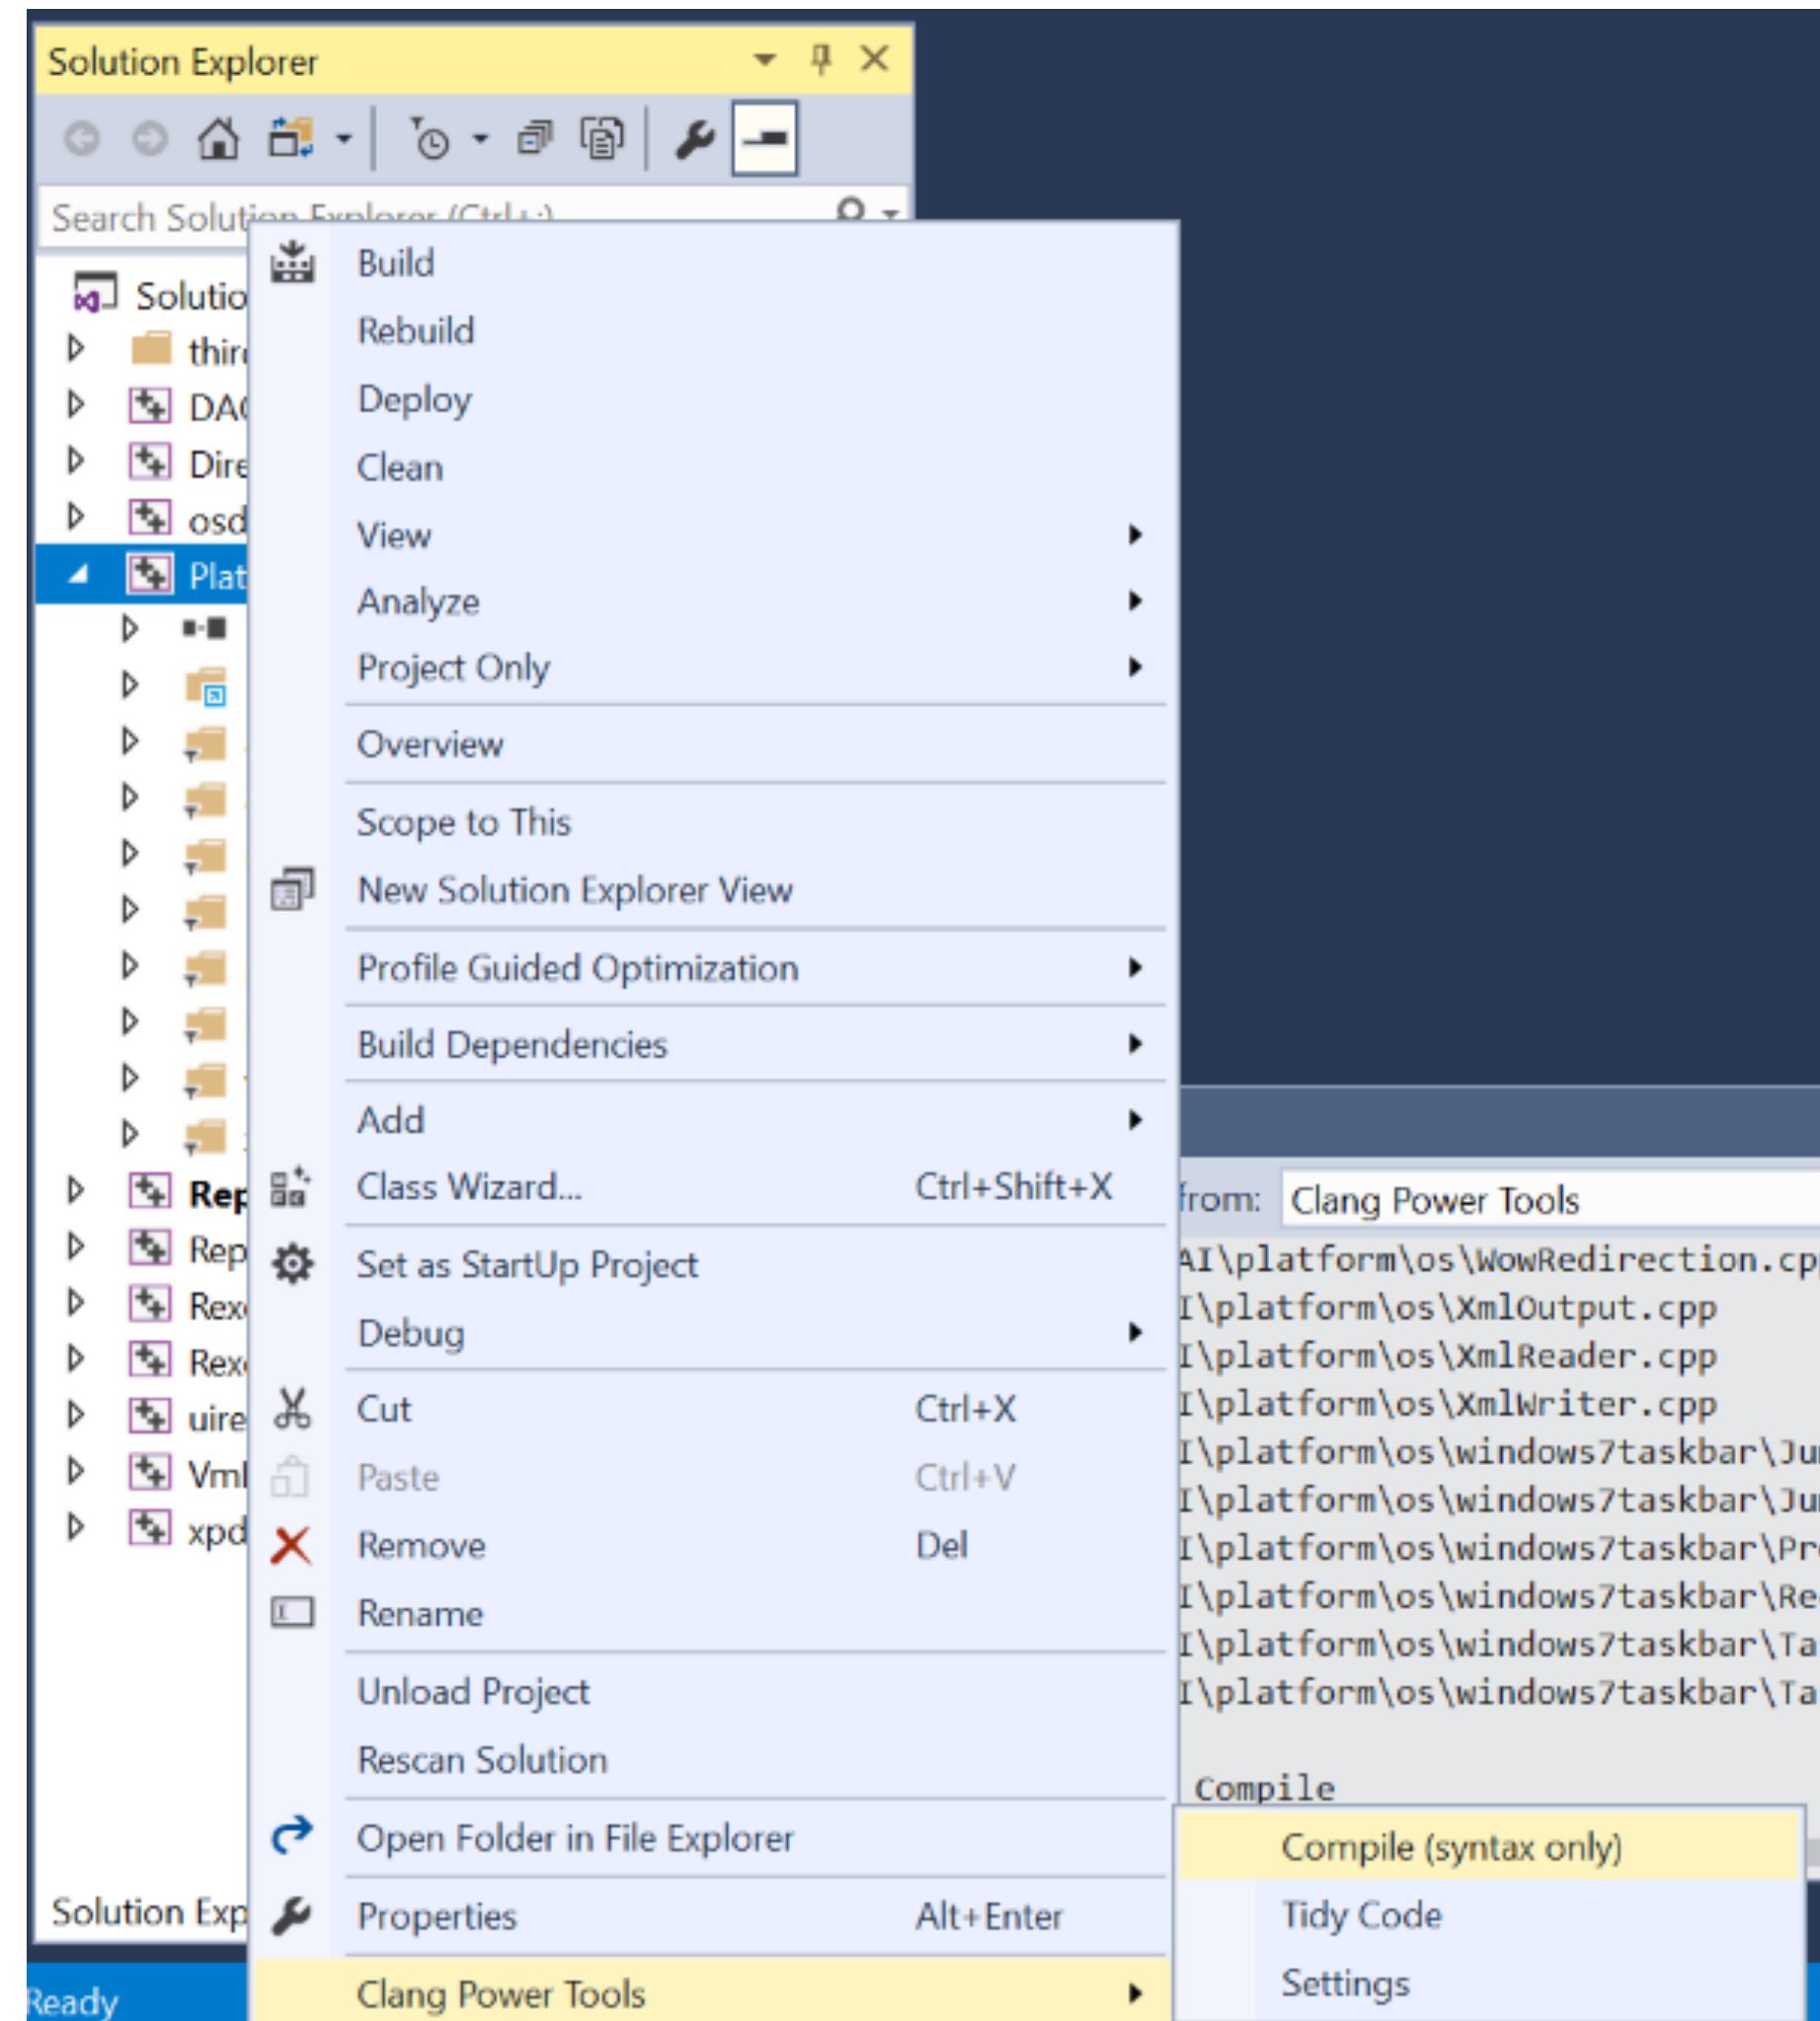 Solution Explorer
Search Solution Explorer (Ctrl+;)
Build
Rebuild
Deploy
Clean
View
Analyze
Project Only
Overview
Scope to This
New Solution Explorer View
Profile Guided Optimization
Build Dependencies
Add
Class Wizard... Ctrl+Shift+X
Set as StartUp Project
Debug
Cut Ctrl+X
Paste Ctrl+V
Remove Del
Rename
Unload Project
Rescan Solution
Open Folder in File Explorer
Properties Alt+Enter
Clang Power Tools
Solutio
third
DAC
Dire
osd
Plat
Rep
Rep
Rex
Rex
uire
Vml
xpd
Solution Exp
Ready
from: Clang Power Tools
AI\platform\os\WowRedirection.cpp
I\platform\os\XmlOutput.cpp
I\platform\os\XmlReader.cpp
I\platform\os\XmlWriter.cpp
I\platform\os\windows7taskbar\Ju
I\platform\os\windows7taskbar\Ju
I\platform\os\windows7taskbar\Pr
I\platform\os\windows7taskbar\Re
I\platform\os\windows7taskbar\Ta
I\platform\os\windows7taskbar\Ta
Compile
Compile (syntax only)
Tidy Code
Settings